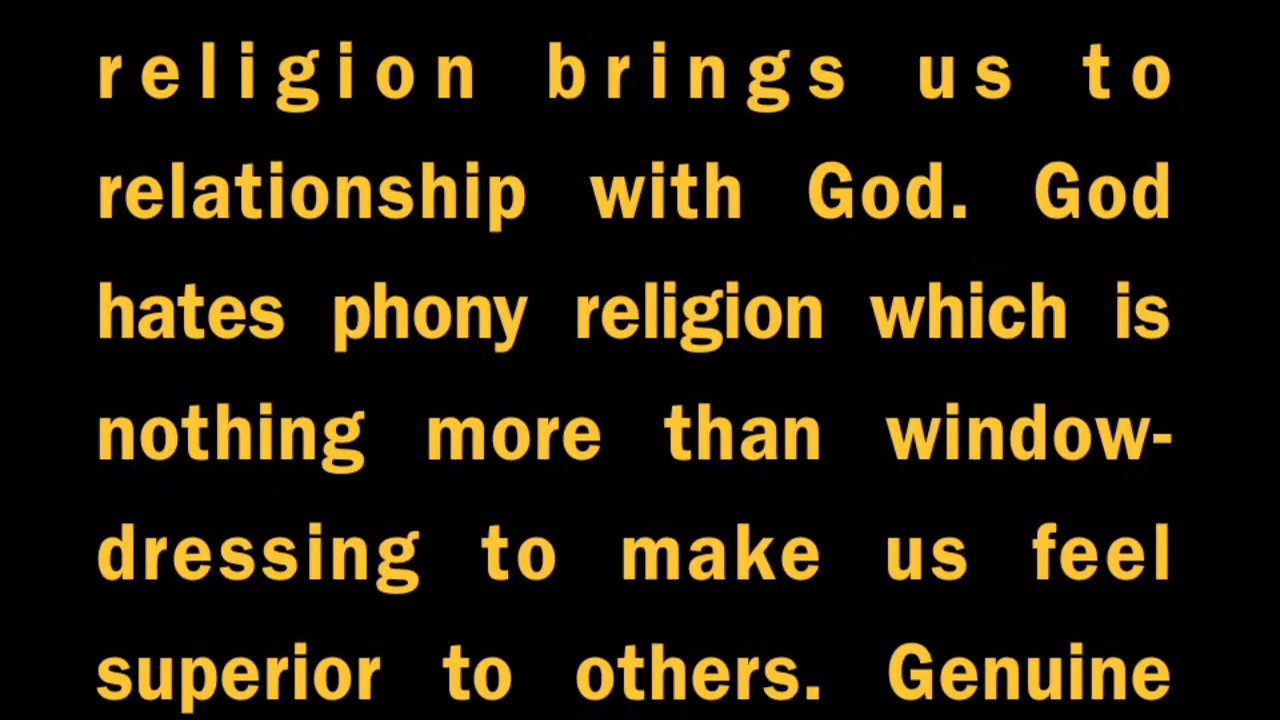 religion brings us to
relationship with God. God
hates phony religion which is
nothing more than window-
dressing to make us feel
superior to others. Genuine